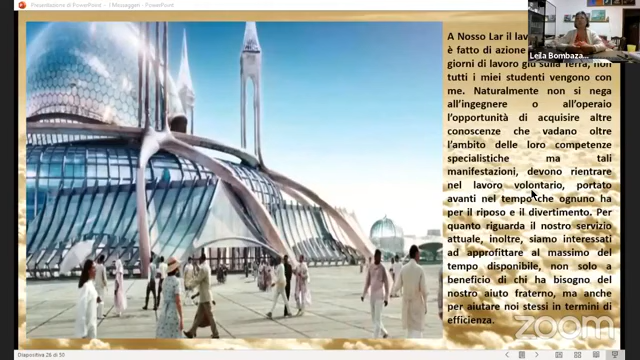 Presentazione di PowerPoint - I Messaggeri - PowerPoint
Leila Bombaza...
A Nosso Lar il lav
è fatto di azione
giorni di lavoro giù sulla Terra, non
tutti i miei studenti vengono con
me. Naturalmente non si nega
all'ingegnere o all'operaio
l'opportunità di acquisire altre
conoscenze che vadano oltre
l'ambito delle loro competenze
specialistiche ma tali
manifestazioni, devono rientrare
nel lavoro volontario, portato
avanti nel tempo che ognuno ha
per il riposo e il divertimento. Per
quanto riguarda il nostro servizio
attuale, inoltre, siamo interessati
ad approfittare al massimo del
tempo disponibile, non solo a
beneficio di chi ha bisogno del
nostro aiuto fraterno, ma anche
per aiutare noi stessi in termini di
efficienza.
zoom
Diapositiva 26 di 50